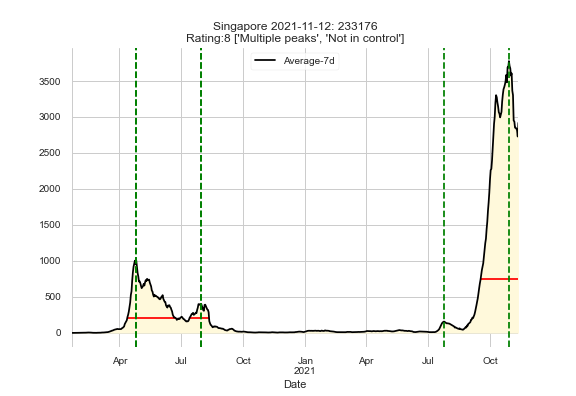 Singapore 2021-11-12: 233176
Rating:8 ['Multiple peaks', 'Not in control']
Average-7d
3500
3000
2500
2000
1500
1000
500
0
Apr Jul Oct Jan Apr Jul Oct
2021
Date